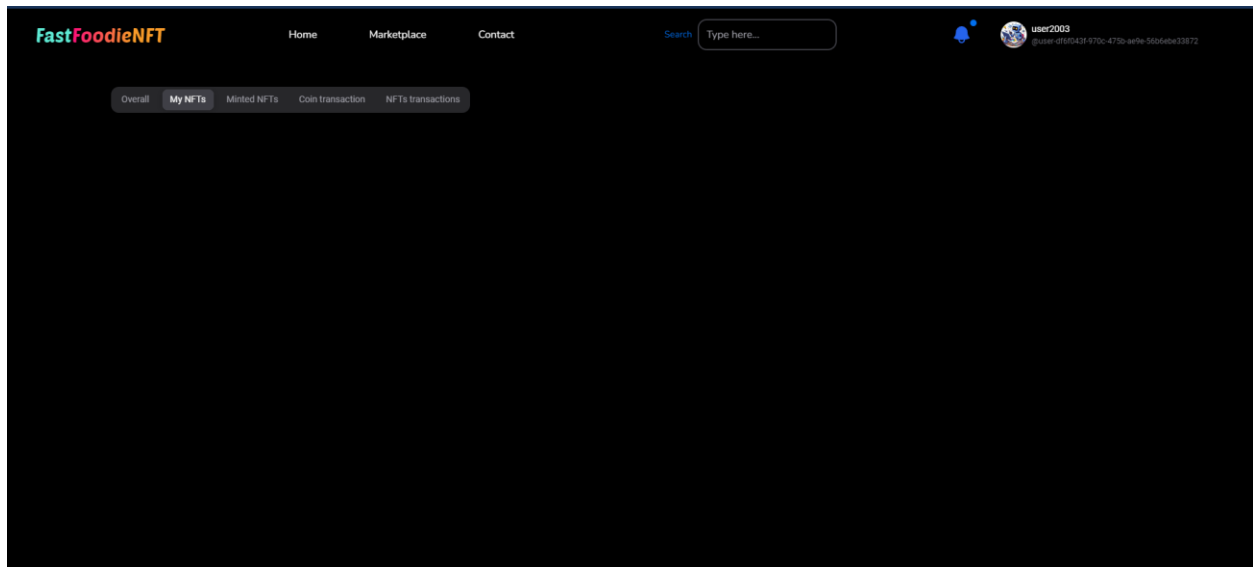 FastFoodieNFT
Home
Marketplace
Contact
Search
Type here...
user2003
@user-df6f043f-970c-475b-ae9e-56b6ebe33872
Overall
My NFTs
Minted NFTs
Coin transaction
NFTs transactions